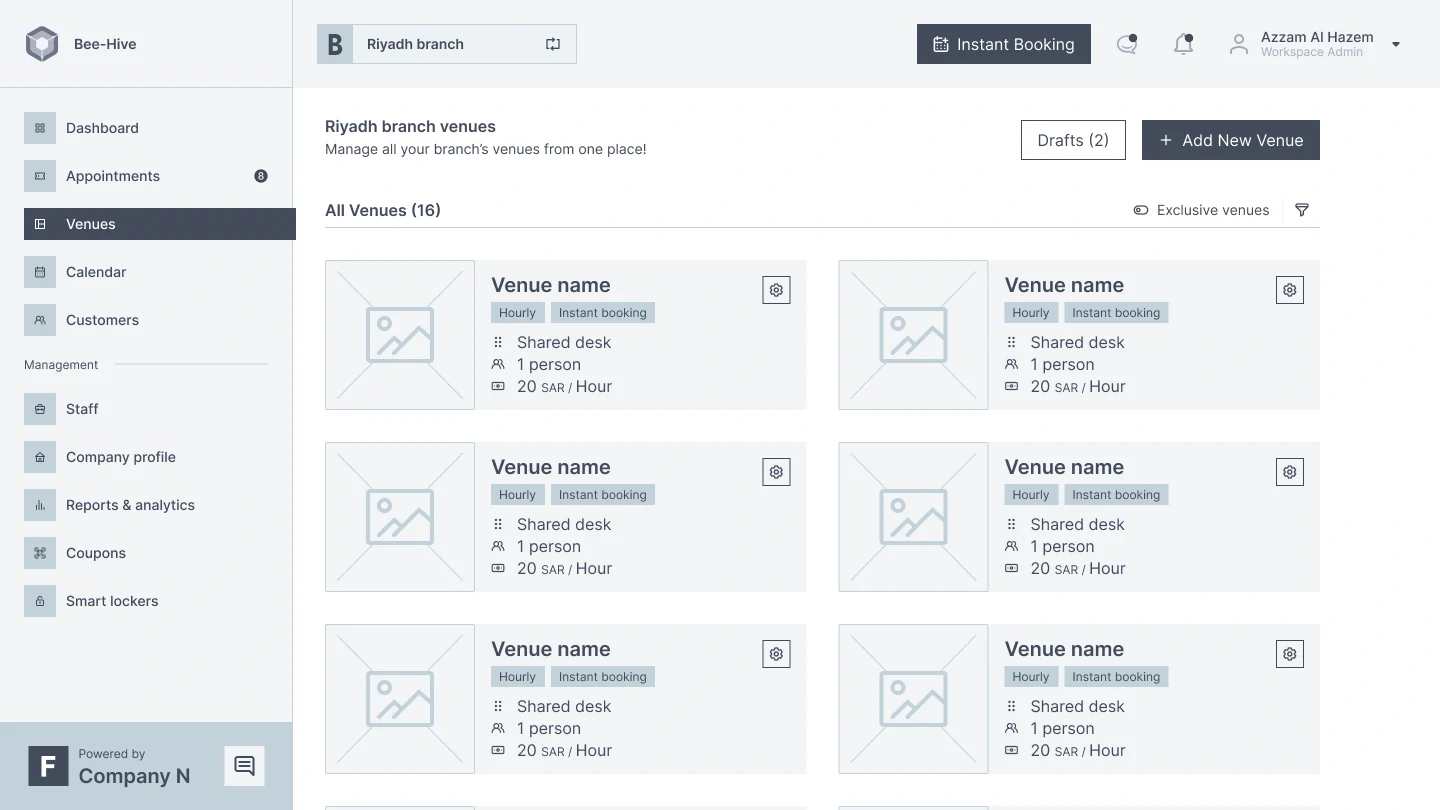 Bee-Hive
B
Riyadh branch
Instant Booking
Azzam Al Hazem
Workspace Admin
Dashboard
Appointments
8
Venues
Calendar
Customers
Management
Staff
Company profile
Reports & analytics
Coupons
Smart lockers
F
Powered by
Company N
Riyadh branch venues
Manage all your branch’s venues from one place!
Drafts (2)
Add New Venue
All Venues (16)
Exclusive venues
Venue name
Hourly
Instant booking
Shared desk
1 person
20 SAR / Hour
Venue name
Hourly
Instant booking
Shared desk
1 person
20 SAR / Hour
Venue name
Hourly
Instant booking
Shared desk
1 person
20 SAR / Hour
Venue name
Hourly
Instant booking
Shared desk
1 person
20 SAR / Hour
Venue name
Hourly
Instant booking
Shared desk
1 person
20 SAR / Hour
Venue name
Hourly
Instant booking
Shared desk
1 person
20 SAR / Hour